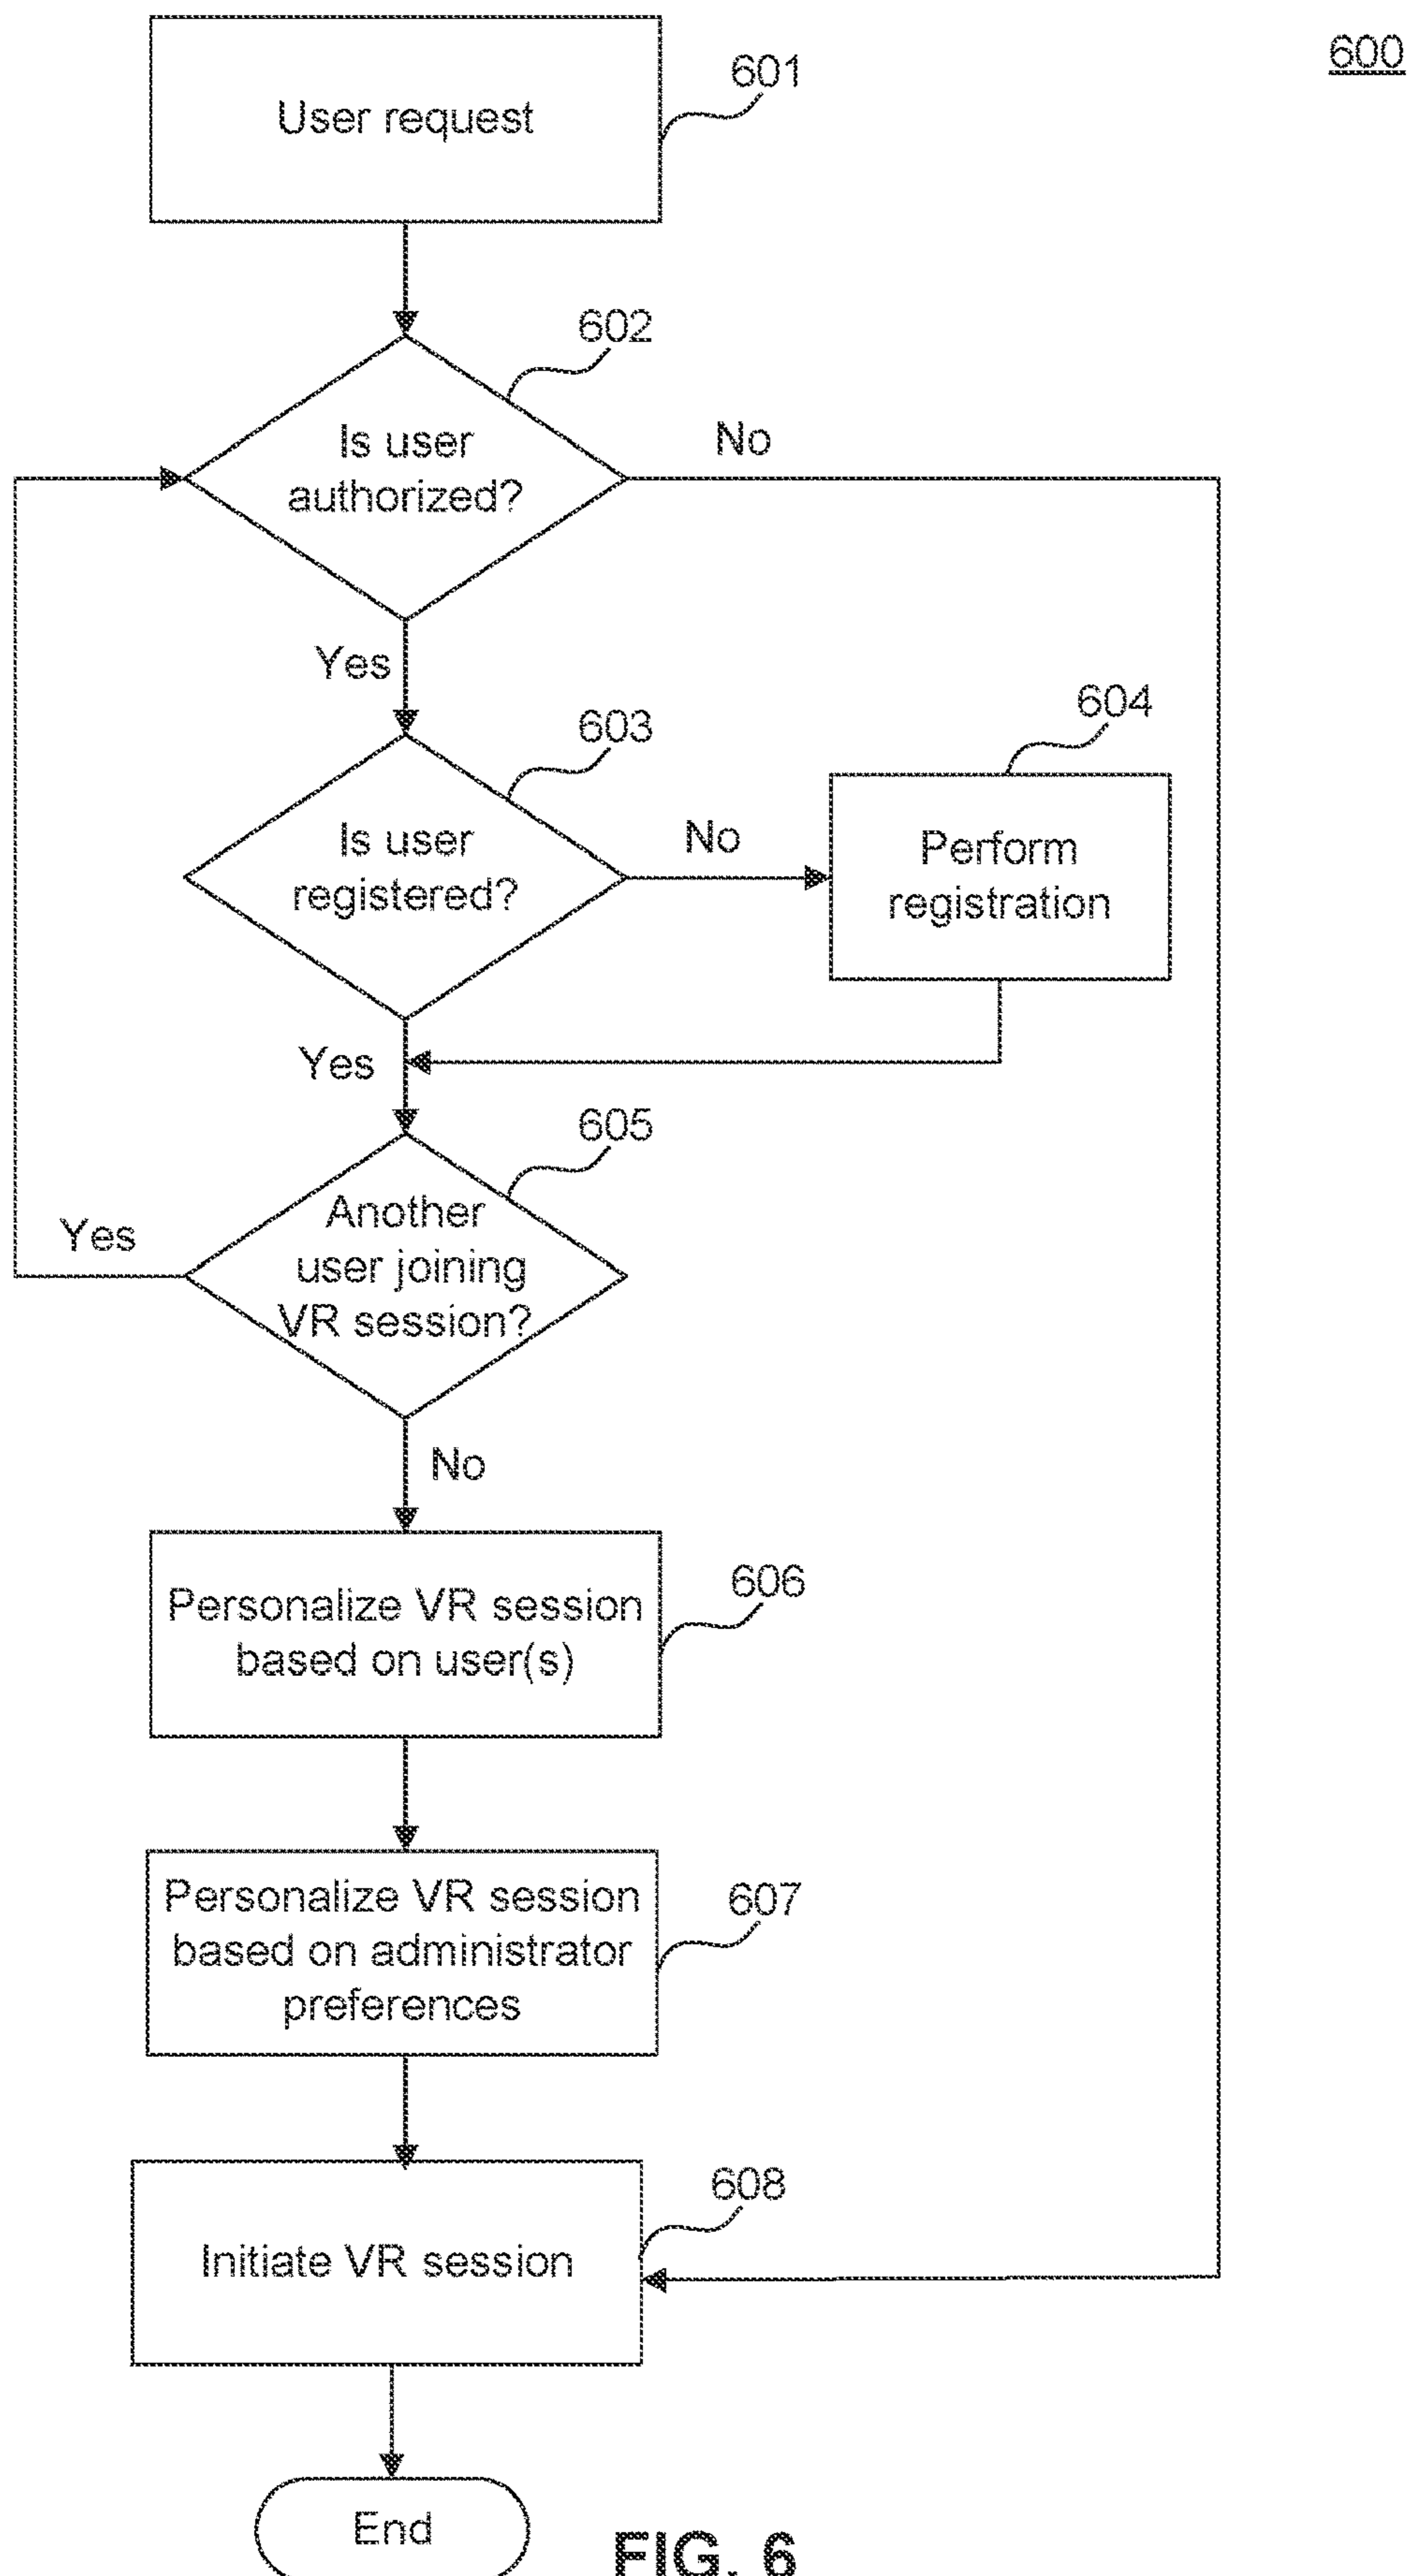 600
User request
601
602
Is user
authorized?
No
Yes
603
Is user
registered?
No
604
Perform
registration
Yes
605
Another
user joining
VR session?
Yes
No
Personalize VR session
based on user(s)
606
Personalize VR session
based on administrator
preferences
607
608
Initiate VR session
End
FIG. 6